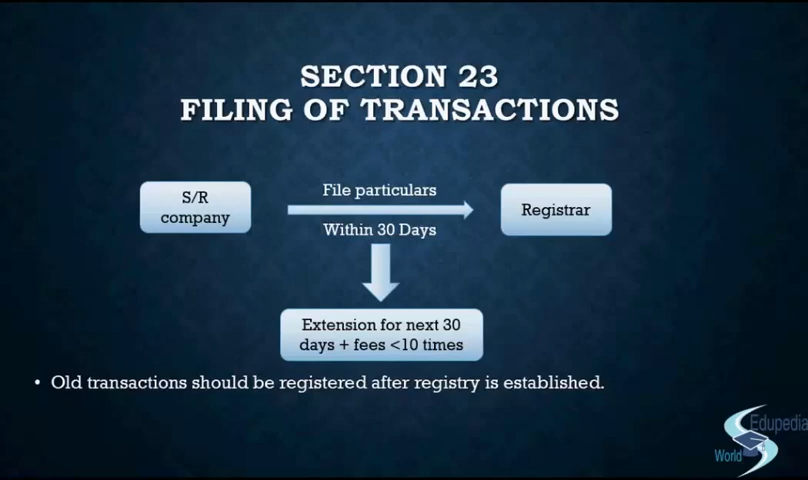 SECTION 23
FILING OF TRANSACTIONS
S/R
company
File particulars
Within 30 Days
Registrar
Extension for next 30
days + fees <10 times
• Old transactions should be registered after registry is established.
Edupedia
World